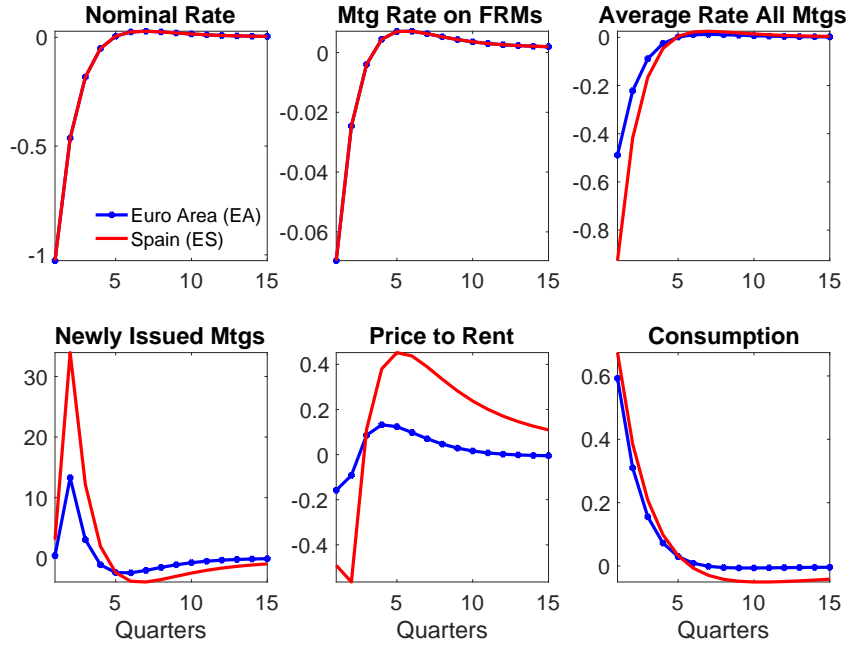 Nominal Rate
0
-0.5
-1
5 10 15
Euro Area (EA)
Spain (ES)
Mtg Rate on FRMs
0
-0.02
-0.04
-0.06
5 10 15
Average Rate All Mtgs
0
-0.2
-0.4
-0.6
-0.8
5 10 15
Newly Issued Mtgs
30
20
10
0
5 10 15
Quarters
Price to Rent
0.4
0.2
0
-0.2
-0.4
5 10 15
Quarters
Consumption
0.6
0.4
0.2
0
5 10 15
Quarters